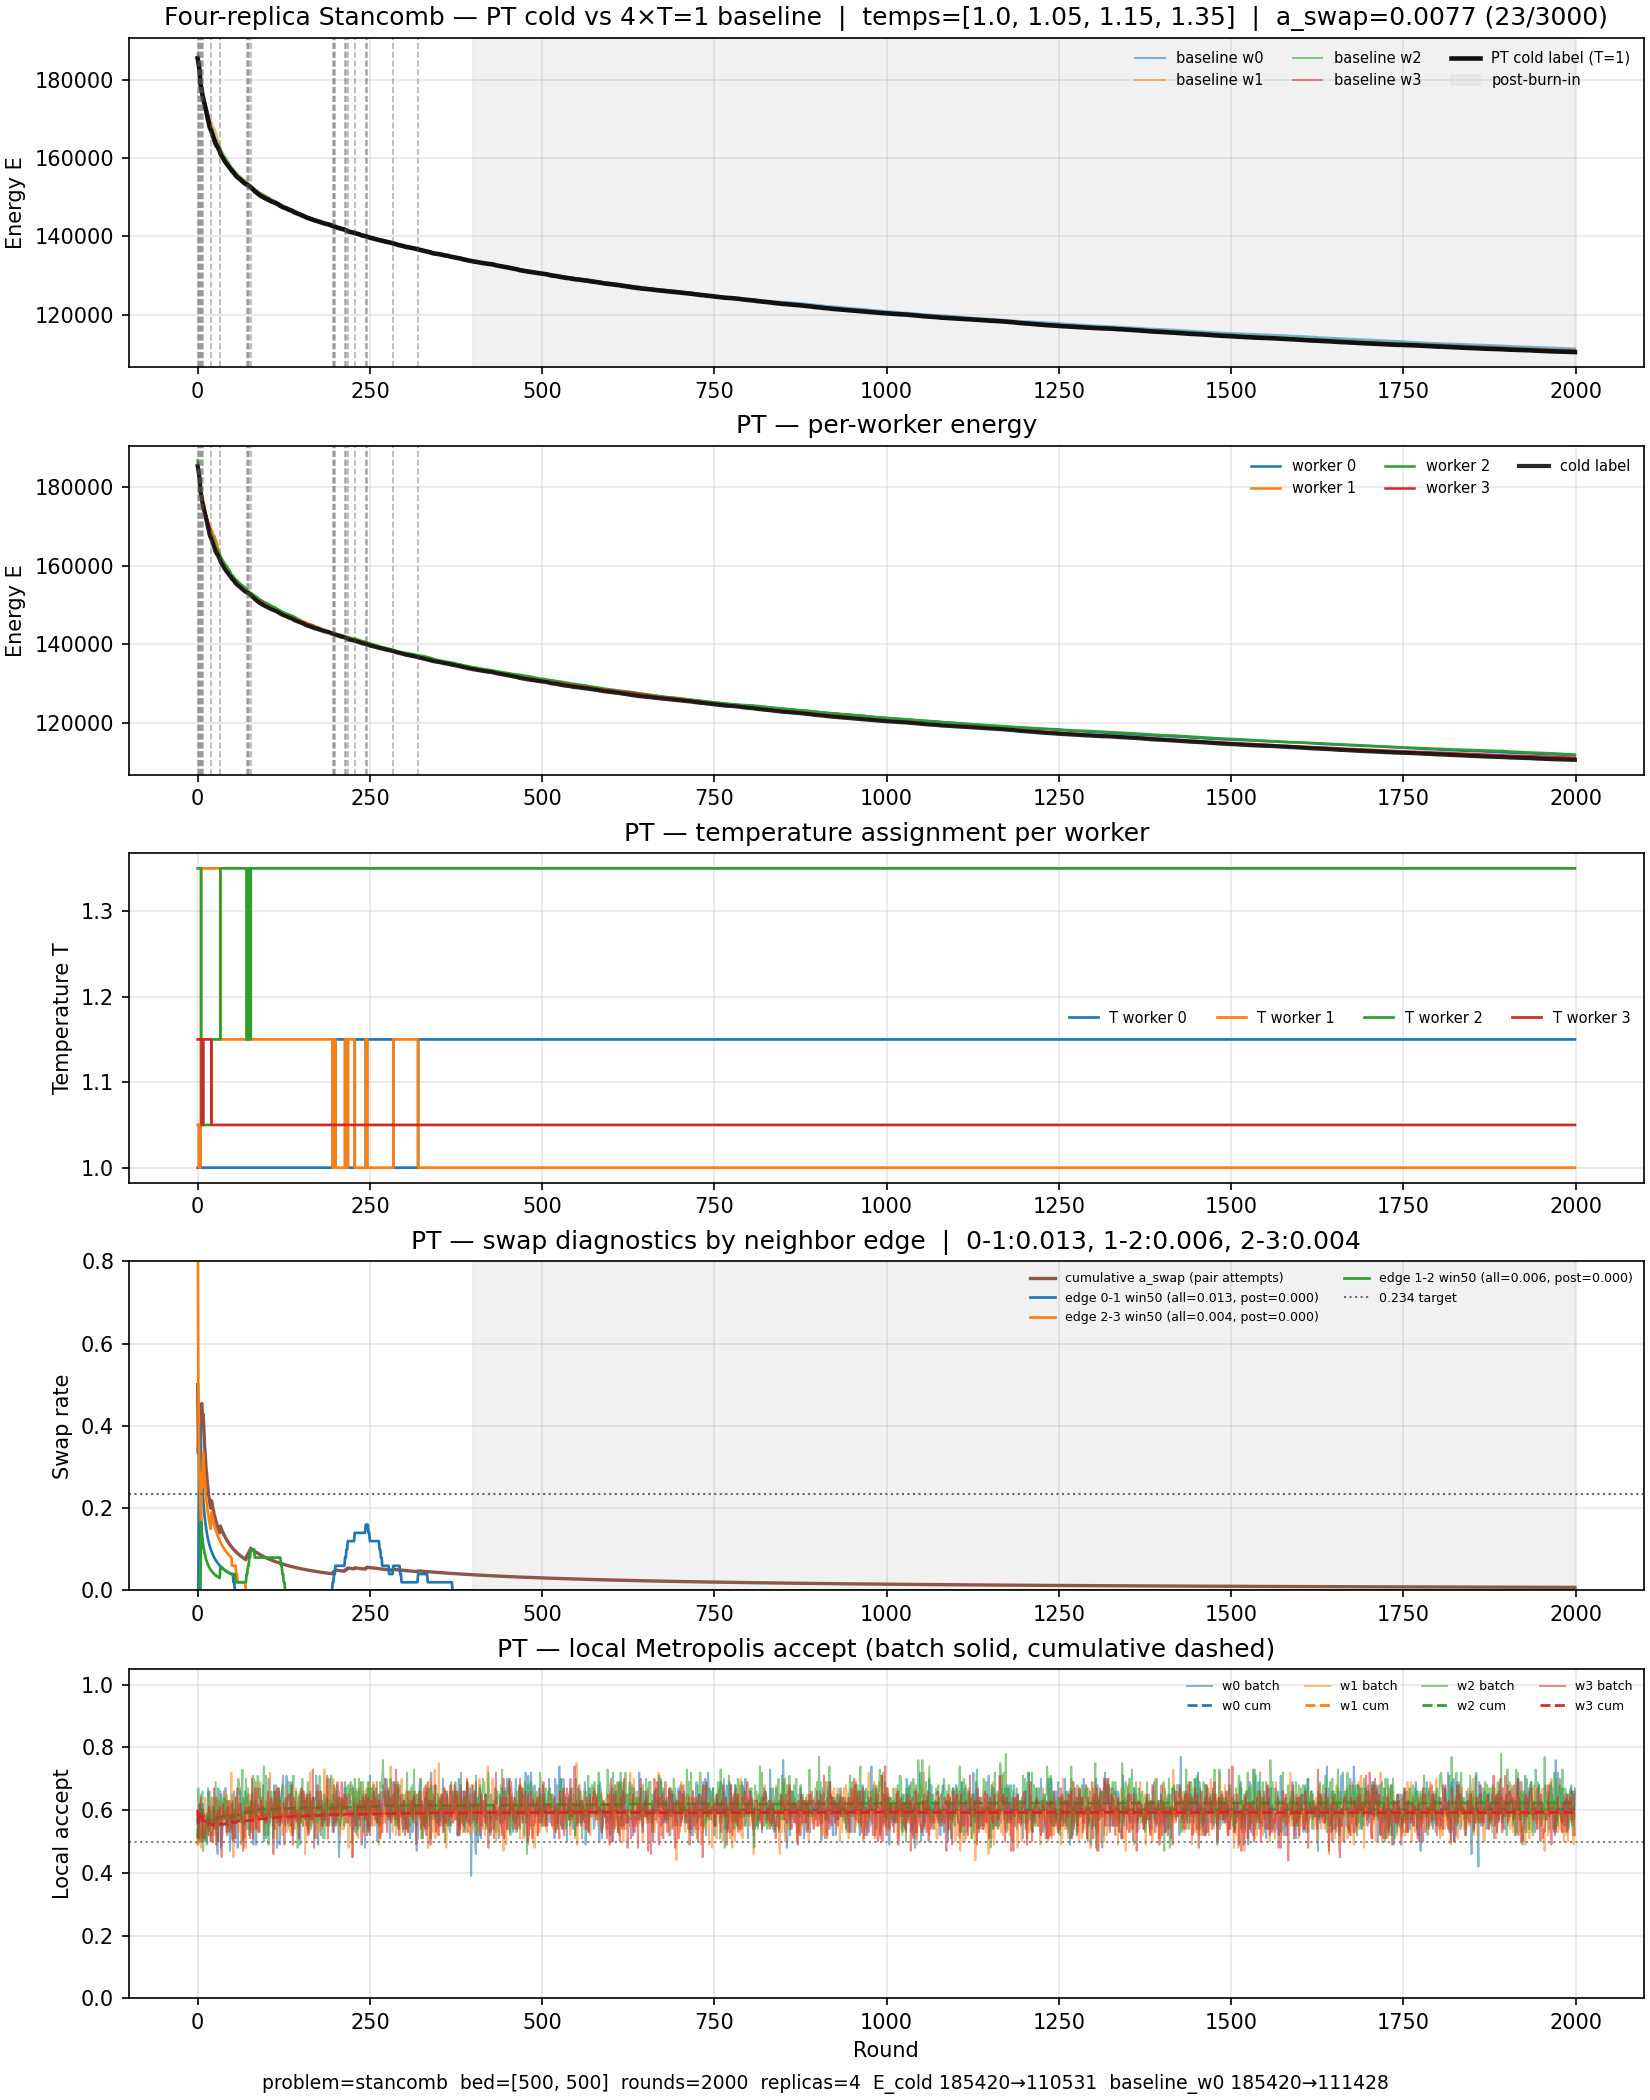 Four-replica Stancomb — PT cold vs 4×T=1 baseline | temps=[1.0, 1.05, 1.15, 1.35] | a_swap=0.0077 (23/3000)
baseline w0 baseline w2 PT cold label (T=1)
baseline w1 baseline w3 post-burn-in
Energy E
180000
160000
140000
120000
0 250 500 750 1000 1250 1500 1750 2000
PT — per-worker energy
worker 0 worker 2 cold label
worker 1 worker 3
Energy E
180000
160000
140000
120000
0 250 500 750 1000 1250 1500 1750 2000
PT — temperature assignment per worker
Temperature T
1.3
1.2
1.1
1.0
T worker 0 T worker 1 T worker 2 T worker 3
0 250 500 750 1000 1250 1500 1750 2000
PT — swap diagnostics by neighbor edge | 0-1:0.013, 1-2:0.006, 2-3:0.004
cumulative a_swap (pair attempts) edge 1-2 win50 (all=0.006, post=0.000)
edge 0-1 win50 (all=0.013, post=0.000) 0.234 target
edge 2-3 win50 (all=0.004, post=0.000)
Swap rate
0.8
0.6
0.4
0.2
0.0
0 250 500 750 1000 1250 1500 1750 2000
PT — local Metropolis accept (batch solid, cumulative dashed)
w0 batch w1 batch w2 batch w3 batch
w0 cum w1 cum w2 cum w3 cum
Local accept
1.0
0.8
0.6
0.4
0.2
0.0
0 250 500 750 1000 1250 1500 1750 2000
Round
problem=stancomb bed=[500, 500] rounds=2000 replicas=4 E_cold 185420→110531 baseline_w0 185420→111428